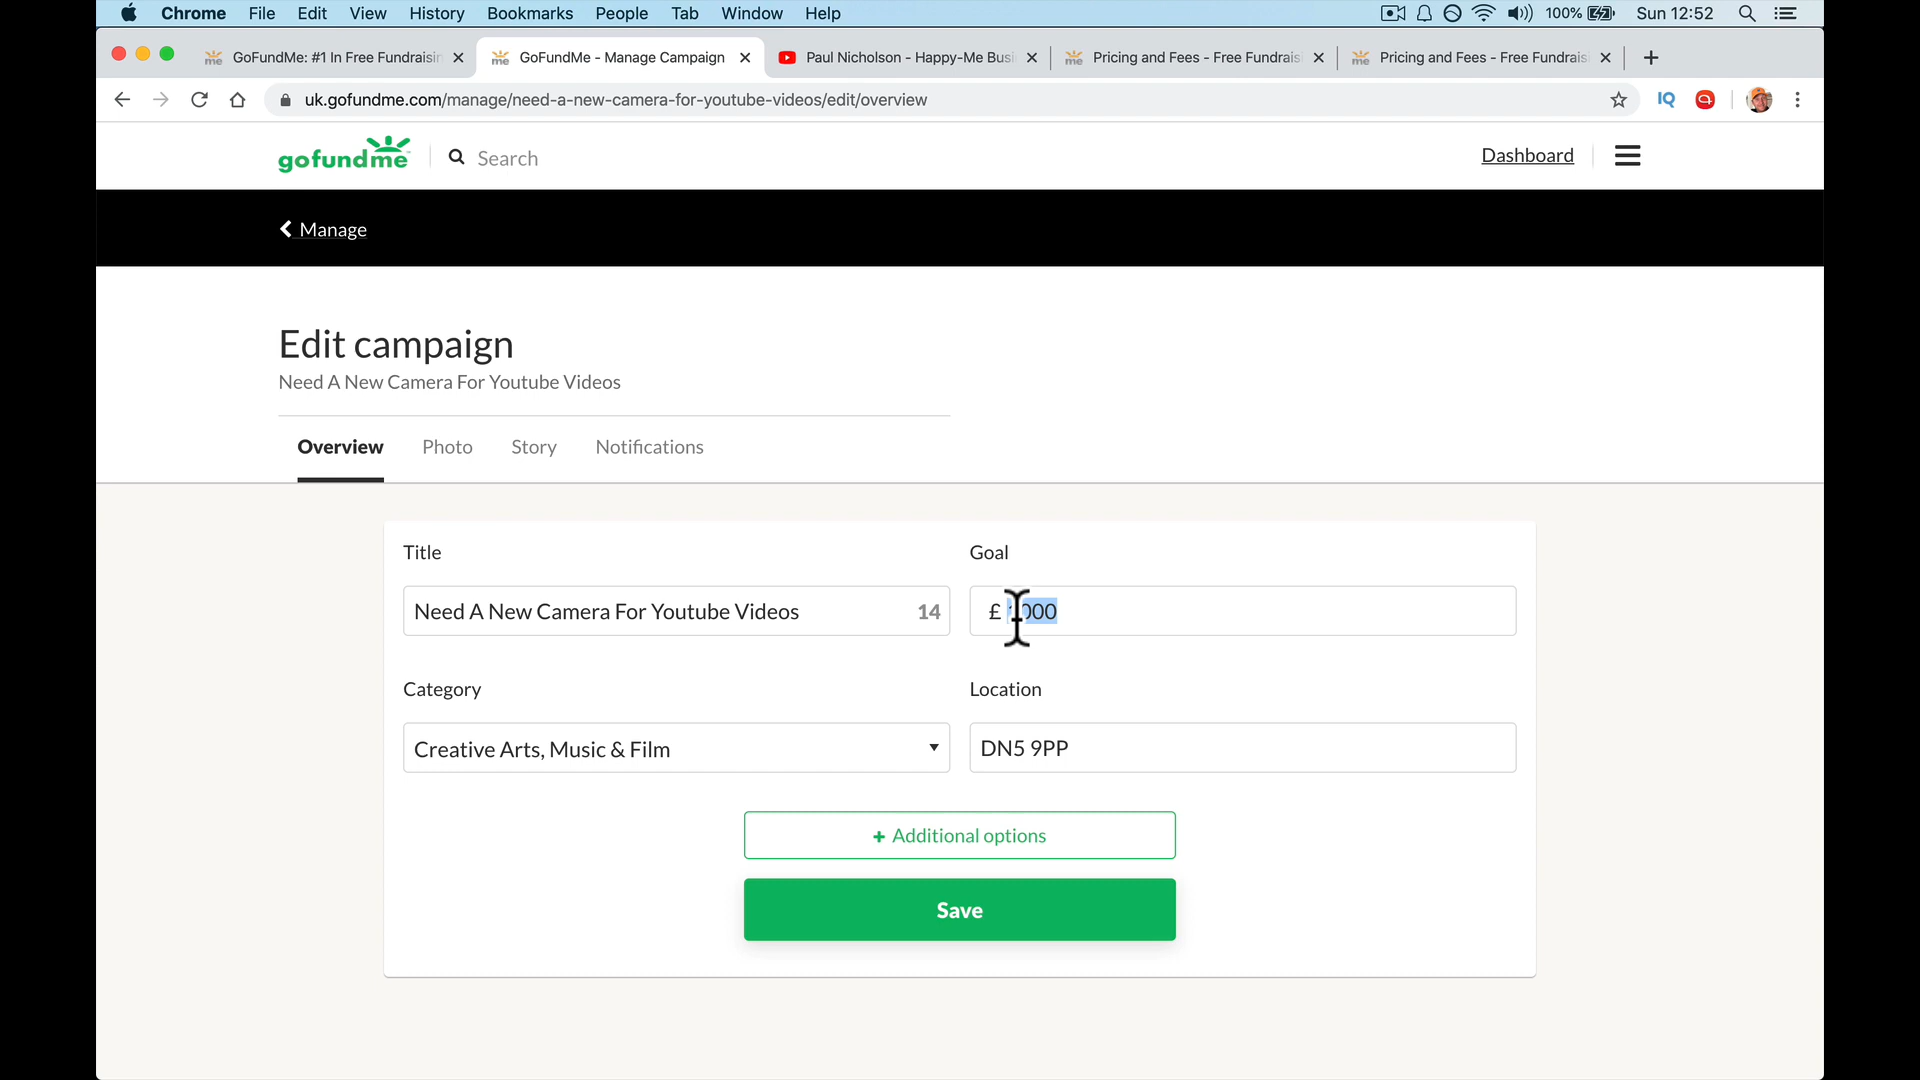 Chrome File Edit View History Bookmarks People Tab Window Help 100% Sun 12:52
GoFundMe: #1 In Free Fundraisin GoFundMe - Manage Campaign Paul Nicholson - Happy-Me Busi Pricing and Fees - Free Fundrais Pricing and Fees - Free Fundrais
uk.gofundme.com/manage/need-a-new-camera-for-youtube-videos/edit/overview IQ
gofundme Search Dashboard
Manage
Edit campaign
Need A New Camera For Youtube Videos
Overview Photo Story Notifications
Title Goal
Need A New Camera For Youtube Videos 14 £
Category Location
Creative Arts, Music & Film DN5 9PP
+ Additional options
Save